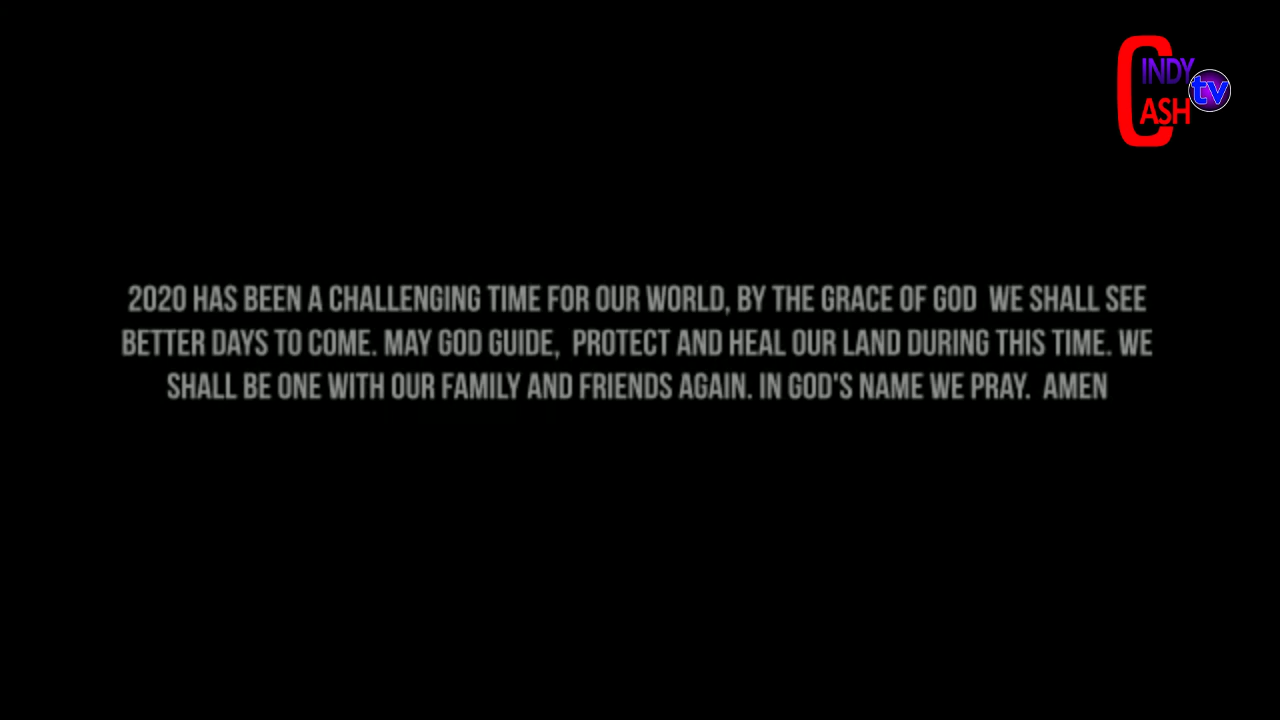 CINDY
CASH
tv
2020 HAS BEEN A CHALLENGING TIME FOR OUR WORLD, BY THE GRACE OF GOD  WE SHALL SEE
BETTER DAYS TO COME. MAY GOD GUIDE,  PROTECT AND HEAL OUR LAND DURING THIS TIME. WE
SHALL BE ONE WITH OUR FAMILY AND FRIENDS AGAIN. IN GOD'S NAME WE PRAY.  AMEN